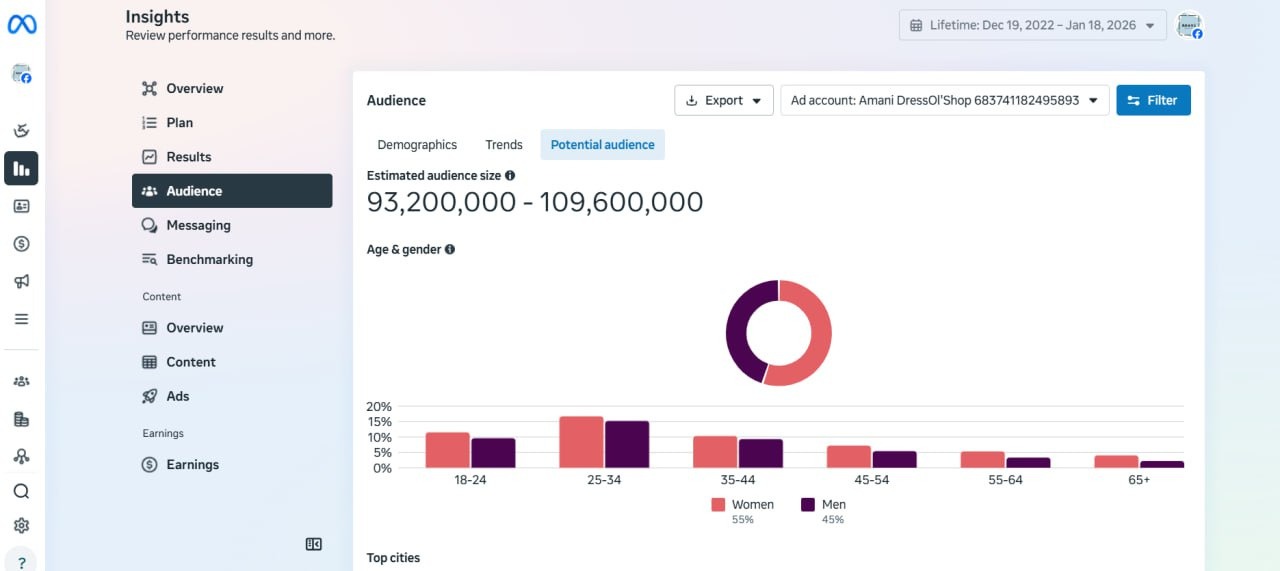 Insights
Review performance results and more.
Lifetime: Dec 19, 2022 – Jan 18, 2026
Overview
Plan
Results
Audience
Messaging
Benchmarking
Content
Overview
Content
Ads
Earnings
Earnings
?
Audience
Export
Ad account: Amani DressOl'Shop 683741182495893
Filter
Demographics
Trends
Potential audience
Estimated audience size
93,200,000 - 109,600,000
Age & gender
20%
15%
10%
5%
0%
18-24 25-34 35-44 45-54 55-64 65+
Women Men
55% 45%
Top cities